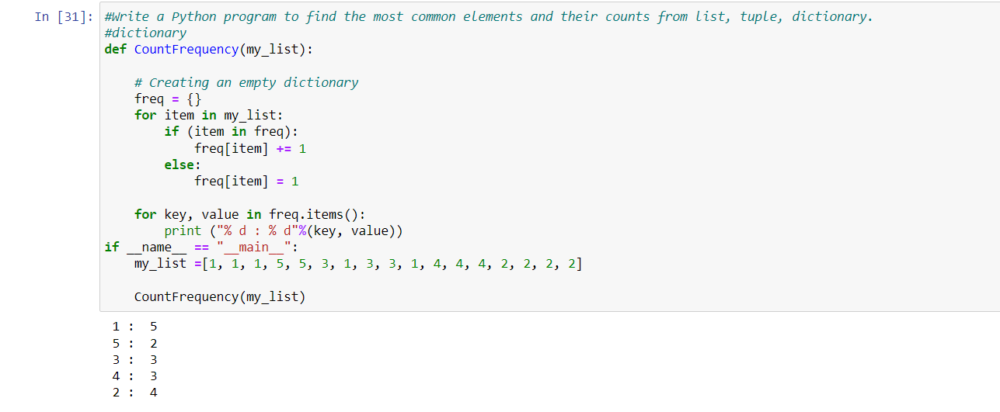 In [31]: #Write a Python program to find the most common elements and their counts from list, tuple, dictionary.
#dictionary
def CountFrequency(my_list):
    # Creating an empty dictionary
    freq = {}
    for item in my_list:
        if (item in freq):
            freq[item] += 1
        else:
            freq[item] = 1
    for key, value in freq.items():
        print ("% d : % d"%(key, value))
if __name__ == "__main__":
    my_list =[1, 1, 1, 5, 5, 3, 1, 3, 3, 1, 4, 4, 4, 2, 2, 2, 2]
    CountFrequency(my_list)
 1 :  5
 5 :  2
 3 :  3
 4 :  3
 2 :  4